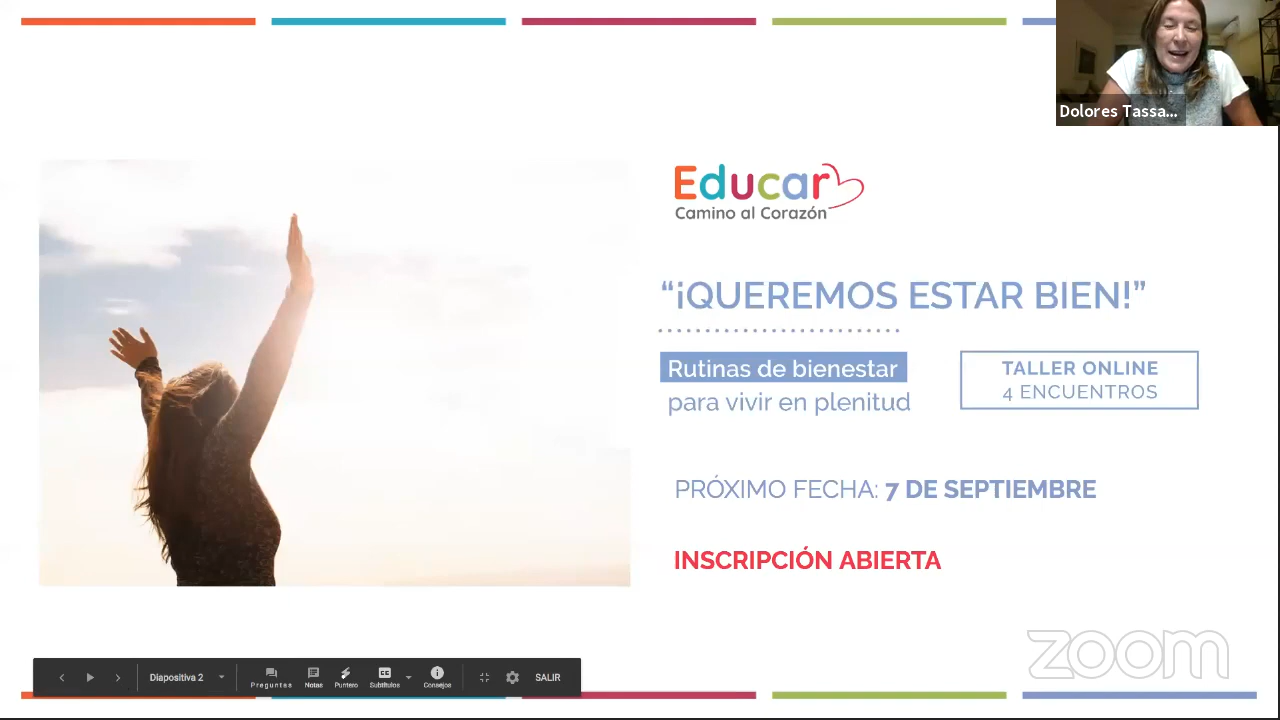 Dolores Tassa...
Educar
Camino al Corazón
“¡QUEREMOS ESTAR BIEN!”
Rutinas de bienestar
para vivir en plenitud
TALLER ONLINE
4 ENCUENTROS
PRÓXIMO FECHA: 7 DE SEPTIEMBRE
INSCRIPCIÓN ABIERTA
zoom
Diapositiva 2
Preguntas
Notas
Puntero
Subtítulos
Consejos
SALIR